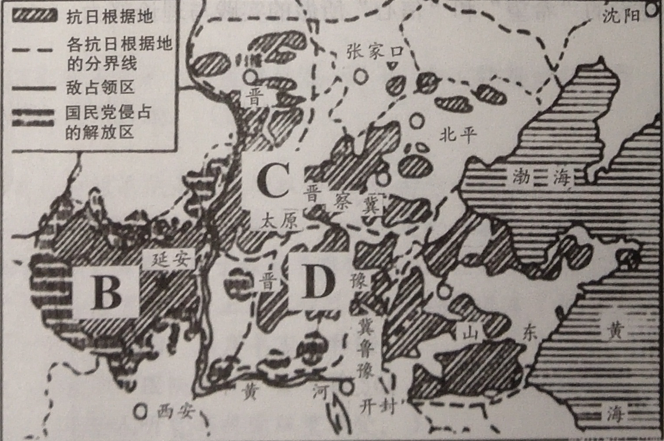 抗日根据地
各抗日根据地
的分界线
敌占领区
国民党侵占
的解放区
沈阳
张家口
晋
北平
渤海
C
晋察冀
太原
延安
B
晋
D
豫
冀鲁豫
山东
黄
海
黄河
开封
西安